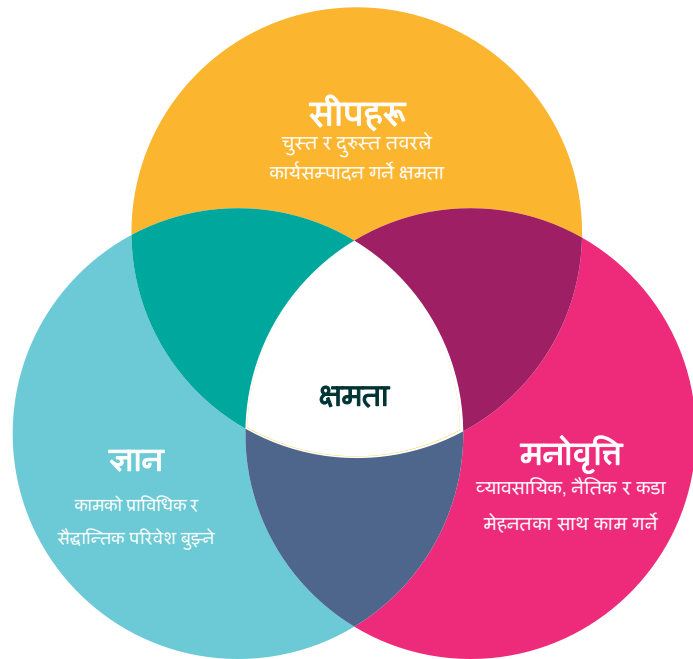 सीपहरू
चुस्त र दुरुस्त तवरले
कार्यसम्पादन गर्ने क्षमता
क्षमता
ज्ञान
कामको प्राविधिक र
सैद्धान्तिक परिवेश बुझ्ने
मनोवृत्ति
व्यावसायिक, नैतिक र कडा
मेहनतका साथ काम गर्ने